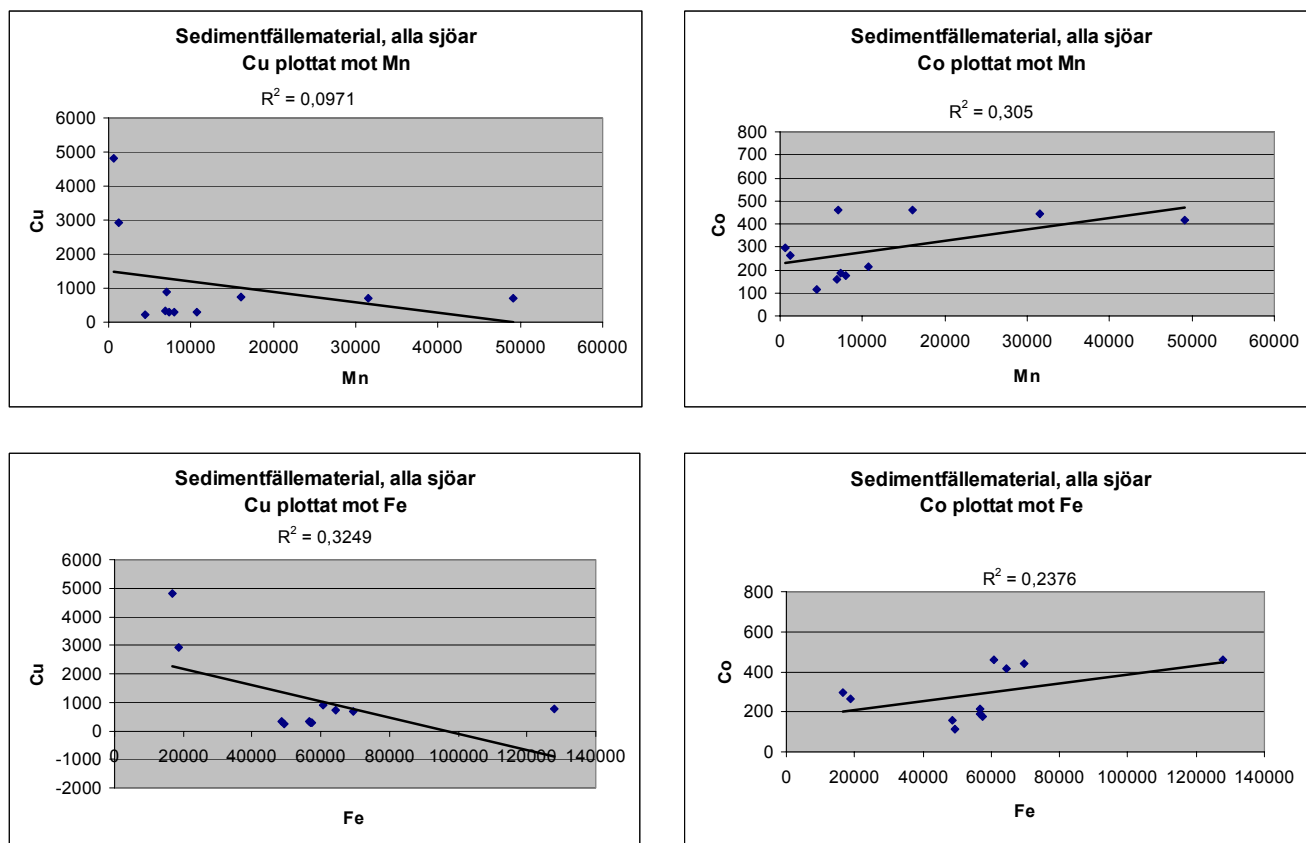 Sedimentfällematerial, alla sjöar
Cu plottat mot Mn
R² = 0,0971
6000
5000
4000
3000
2000
1000
0
Cu
0 10000 20000 30000 40000 50000 60000
Mn
Sedimentfällematerial, alla sjöar
Co plottat mot Mn
R² = 0,305
800
700
600
500
400
300
200
100
0
Co
0 10000 20000 30000 40000 50000 60000
Mn
Sedimentfällematerial, alla sjöar
Cu plottat mot Fe
R² = 0,3249
6000
5000
4000
3000
2000
1000
0
-1000
-2000
Cu
0 20000 40000 60000 80000 100000 120000 140000
Fe
Sedimentfällematerial, alla sjöar
Co plottat mot Fe
R² = 0,2376
800
600
400
200
0
Co
0 20000 40000 60000 80000 100000 120000 140000
Fe